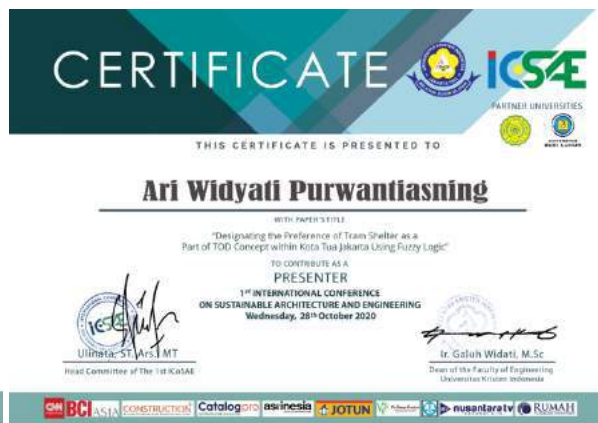 CERTIFICATE
ICSAE
PARTNER UNIVERSITIES
THIS CERTIFICATE IS PRESENTED TO
Ari Widyati Purwantiasning
WITH PAPER'S TITLE
"Designating the Preference of Tram Shelter as a
Part of TOD Concept within Kota Tua Jakarta Using Fuzzy Logic"
TO CONTRIBUTE AS A
PRESENTER
1st INTERNATIONAL CONFERENCE
ON SUSTAINABLE ARCHITECTURE AND ENGINEERING
Wednesday, 28th October 2020
Ulinata, ST. Ars. MT
Head Committee of The 1st ICoSAE
Ir. Galuh Widati, M.Sc
Dean of the Faculty of Engineering
Universitas Kristen Indonesia
CNN BCI ASIA CONSTRUCTION Catalogpro asrinesia JOTUN nusantaratv RUMAH